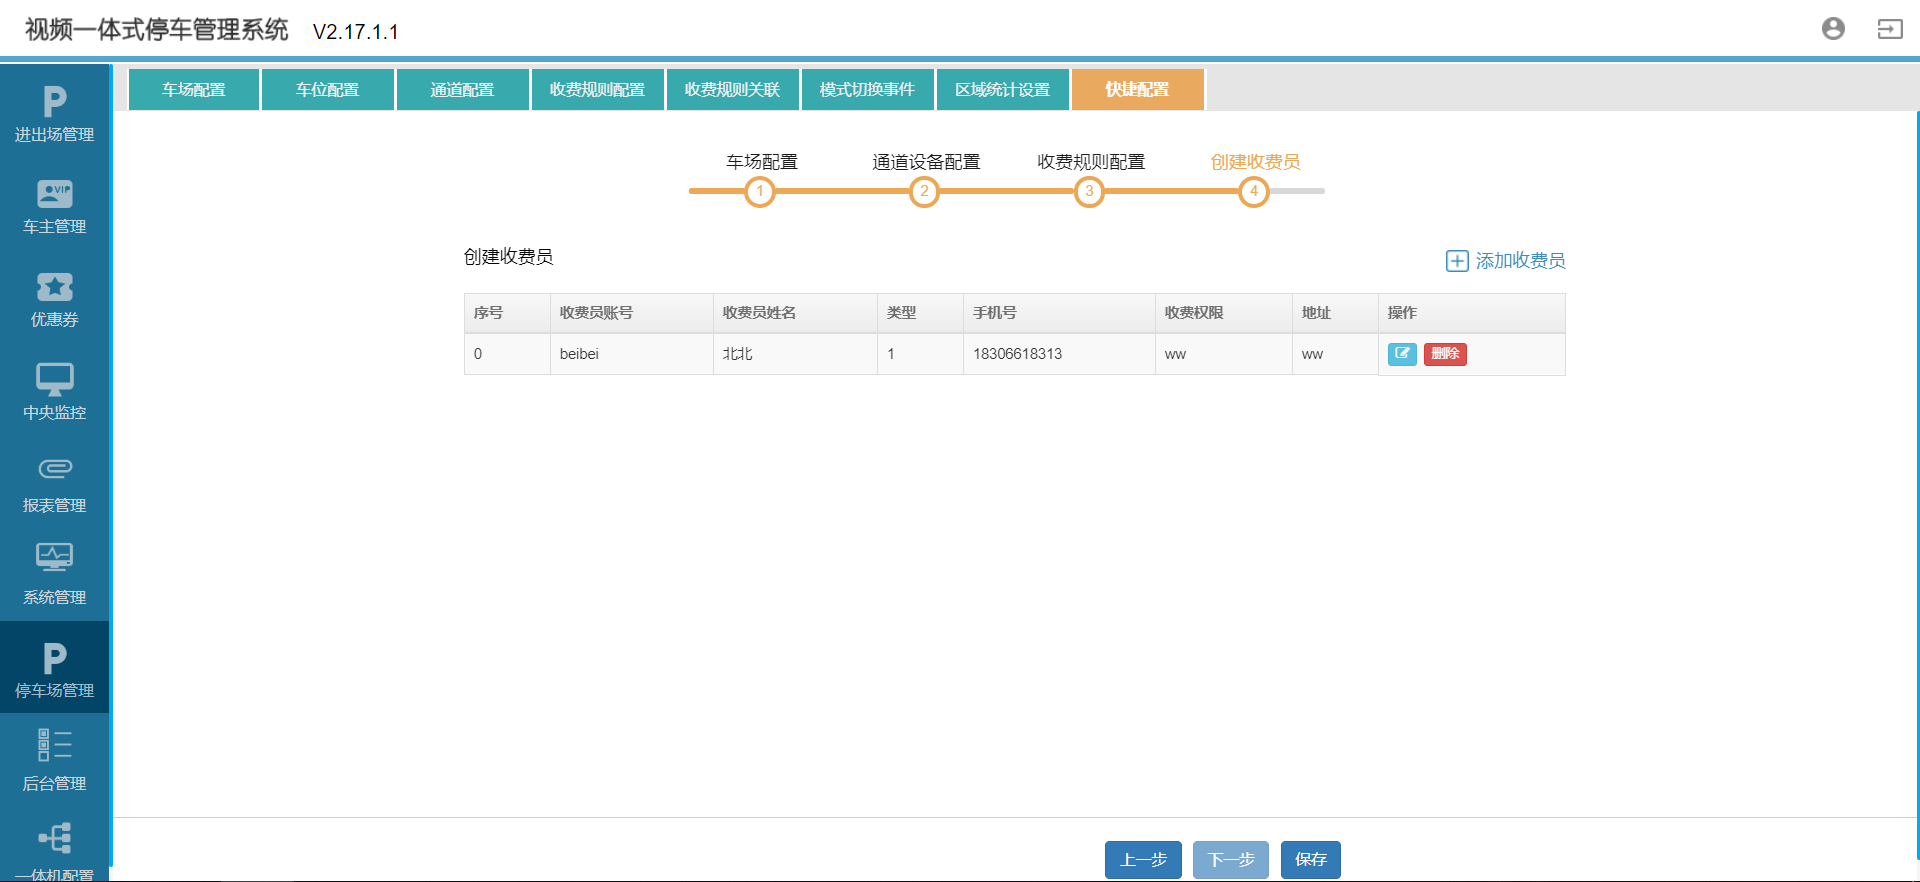 视频一体式停车管理系统 V2.17.1.1
车场配置 车位配置 通道配置 收费规则配置 收费规则关联 模式切换事件 区域统计设置 快捷配置
进出场管理
VIP
车主管理
优惠券
中央监控
报表管理
系统管理
P
停车场管理
后台管理
一体机配置
车场配置 通道设备配置 收费规则配置 创建收费员
1 2 3 4
创建收费员
添加收费员
序号 收费员账号 收费员姓名 类型 手机号 收费权限 地址 操作
0 beibei 北北 1 18306618313 ww ww 删除
上一步 下一步 保存